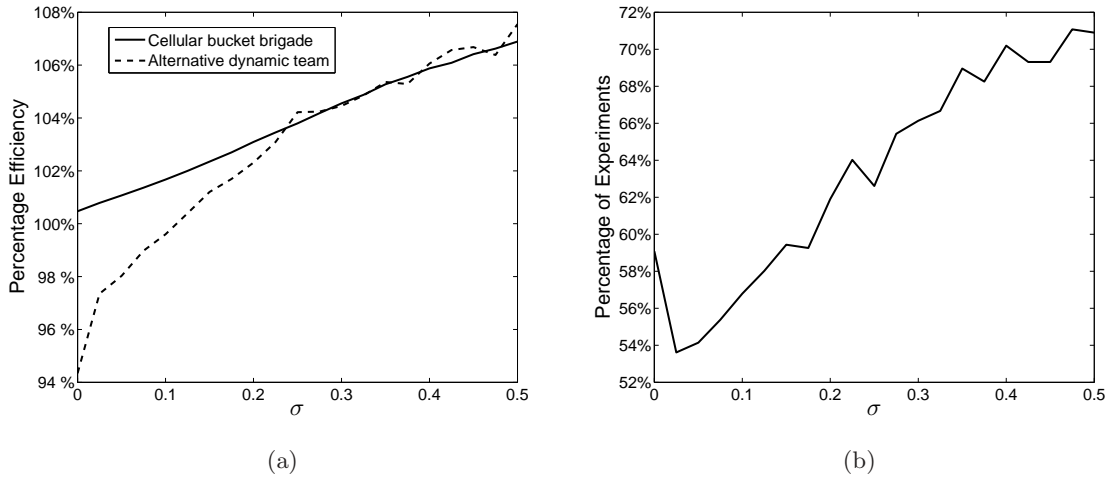 108%
106%
104%
102%
100%
98 %
96 %
94 %
Percentage Efficiency
Cellular bucket brigade
Alternative dynamic team
0 0.1 0.2 0.3 0.4 0.5
σ
(a)
72%
70%
68%
66%
64%
62%
60%
58%
56%
54%
52%
Percentage of Experiments
0 0.1 0.2 0.3 0.4 0.5
σ
(b)